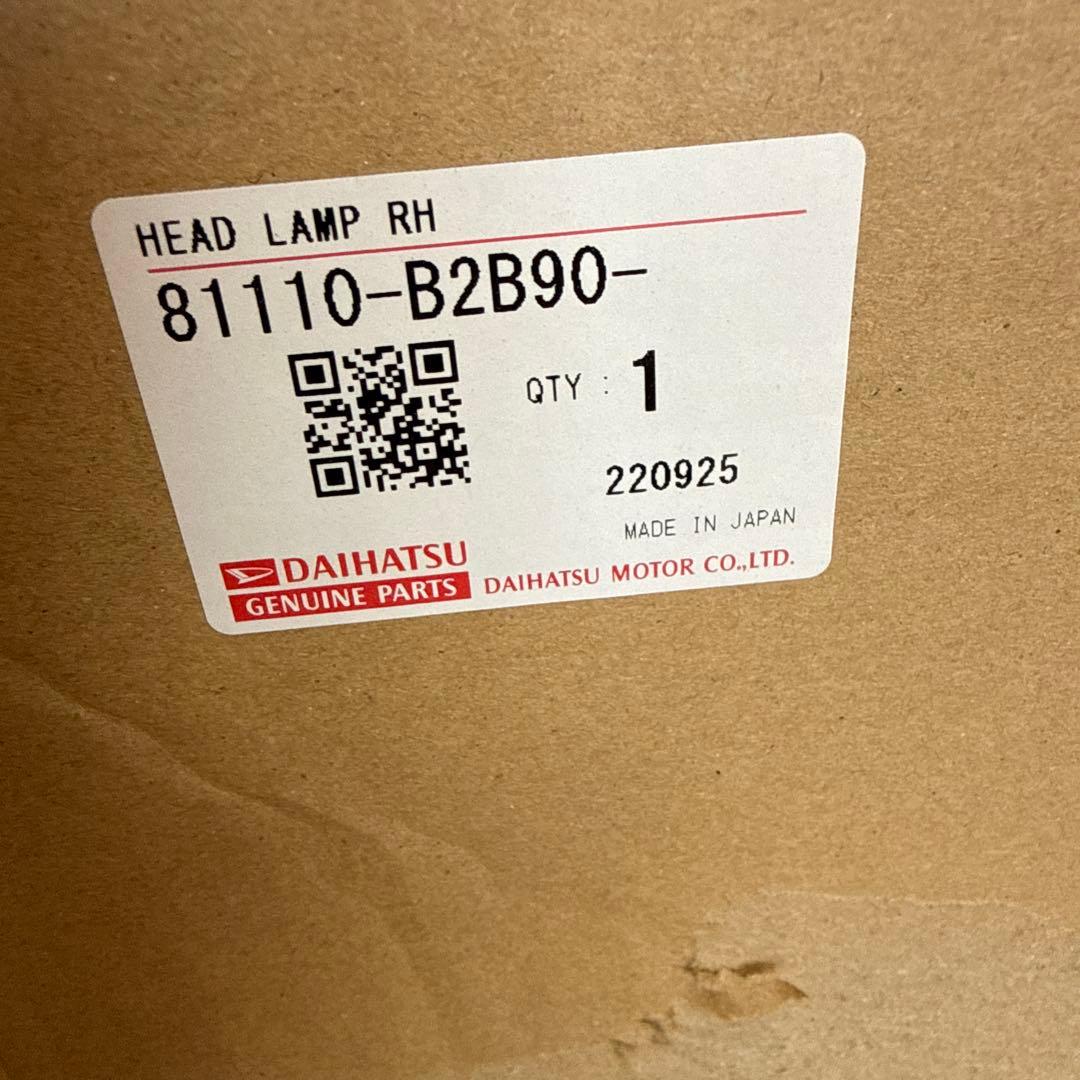 HEAD LAMP RH
81110-B2B90-
QTY : 1
220925
MADE IN JAPAN
DAIHATSU
GENUINE PARTS
DAIHATSU MOTOR CO.,LTD.